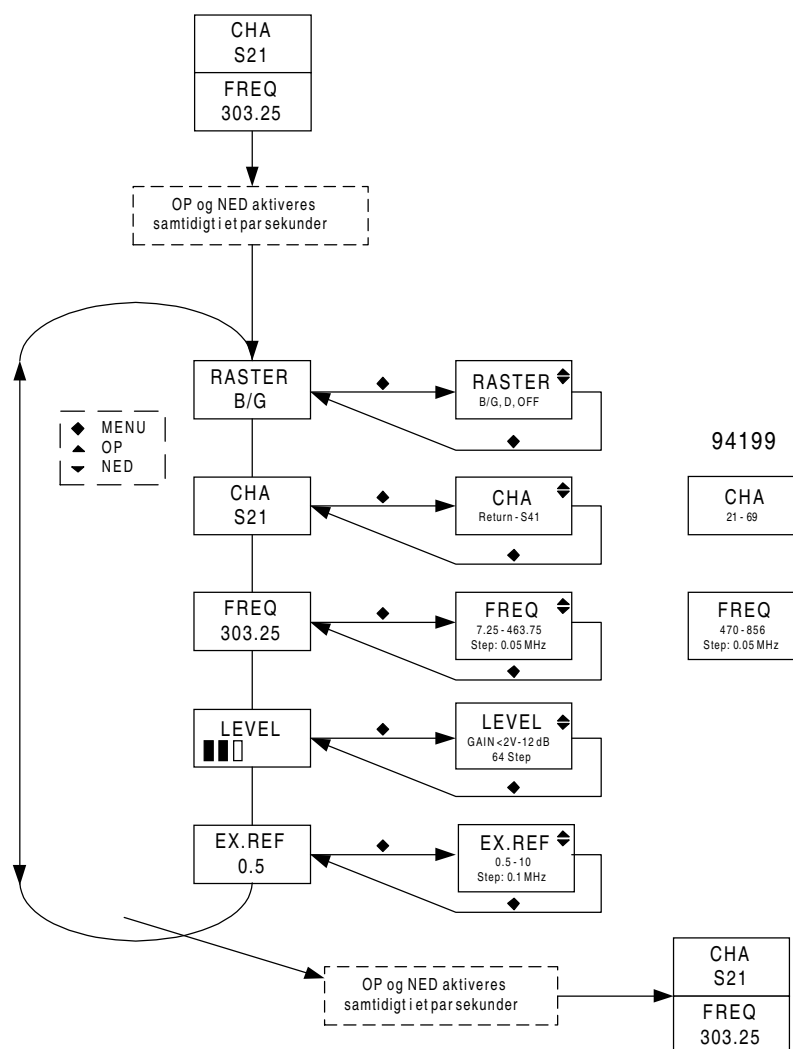 CHA
S21
FREQ
303.25
OP og NED aktiveres
samtidigt i et par sekunder
RASTER
B/G
RASTER
B/G, D, OFF
MENU
OP
NED
94199
CHA
S21
CHA
Return - S41
CHA
21 - 69
FREQ
303.25
FREQ
7.25 - 463.75
Step: 0.05 MHz
FREQ
470 - 856
Step: 0.05 MHz
LEVEL
LEVEL
GAIN <2V -12 dB
64 Step
EX.REF
0.5
EX.REF
0.5 - 10
Step: 0.1 MHz
OP og NED aktiveres
samtidigt i et par sekunder
CHA
S21
FREQ
303.25